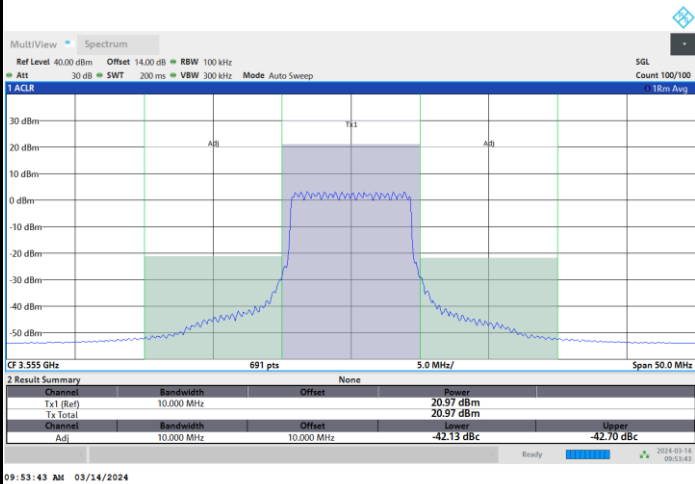 MultiView Spectrum
Ref Level 40.00 dBm Offset 14.00 dB RBW 100 kHz SGL
Att 30 dB SWT 200 ms VBW 300 kHz Mode Auto Sweep Count 100/100
1 ACLR 1Rm Avg
30 dBm
Tx1
20 dBm
Adj Adj
10 dBm
0 dBm
-10 dBm
-20 dBm
-30 dBm
-40 dBm
-50 dBm
CF 3.555 GHz 691 pts 5.0 MHz/ Span 50.0 MHz
2 Result Summary None
Channel Bandwidth Offset Power
Tx1 (Ref) 10.000 MHz 20.97 dBm
Tx Total 20.97 dBm
Channel Bandwidth Offset Lower Upper
Adj 10.000 MHz 10.000 MHz -42.13 dBc -42.70 dBc
Ready 2024-03-14
09:53:43
09:53:43 AM 03/14/2024